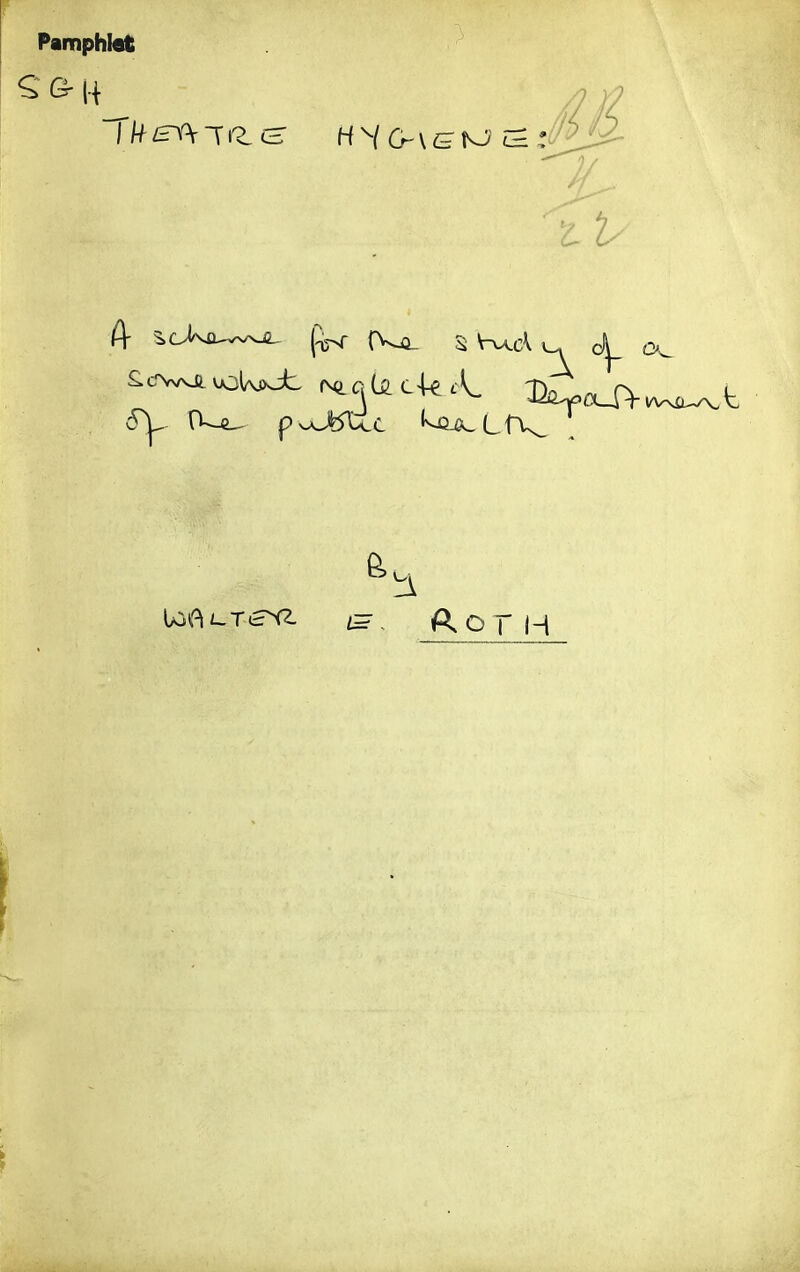 Pamphlet
SGH
THEATRE HYGIENE:
A scheme for the study of a
Somewhat neglected Department
of the public health.
By
WALTER E. ROTH